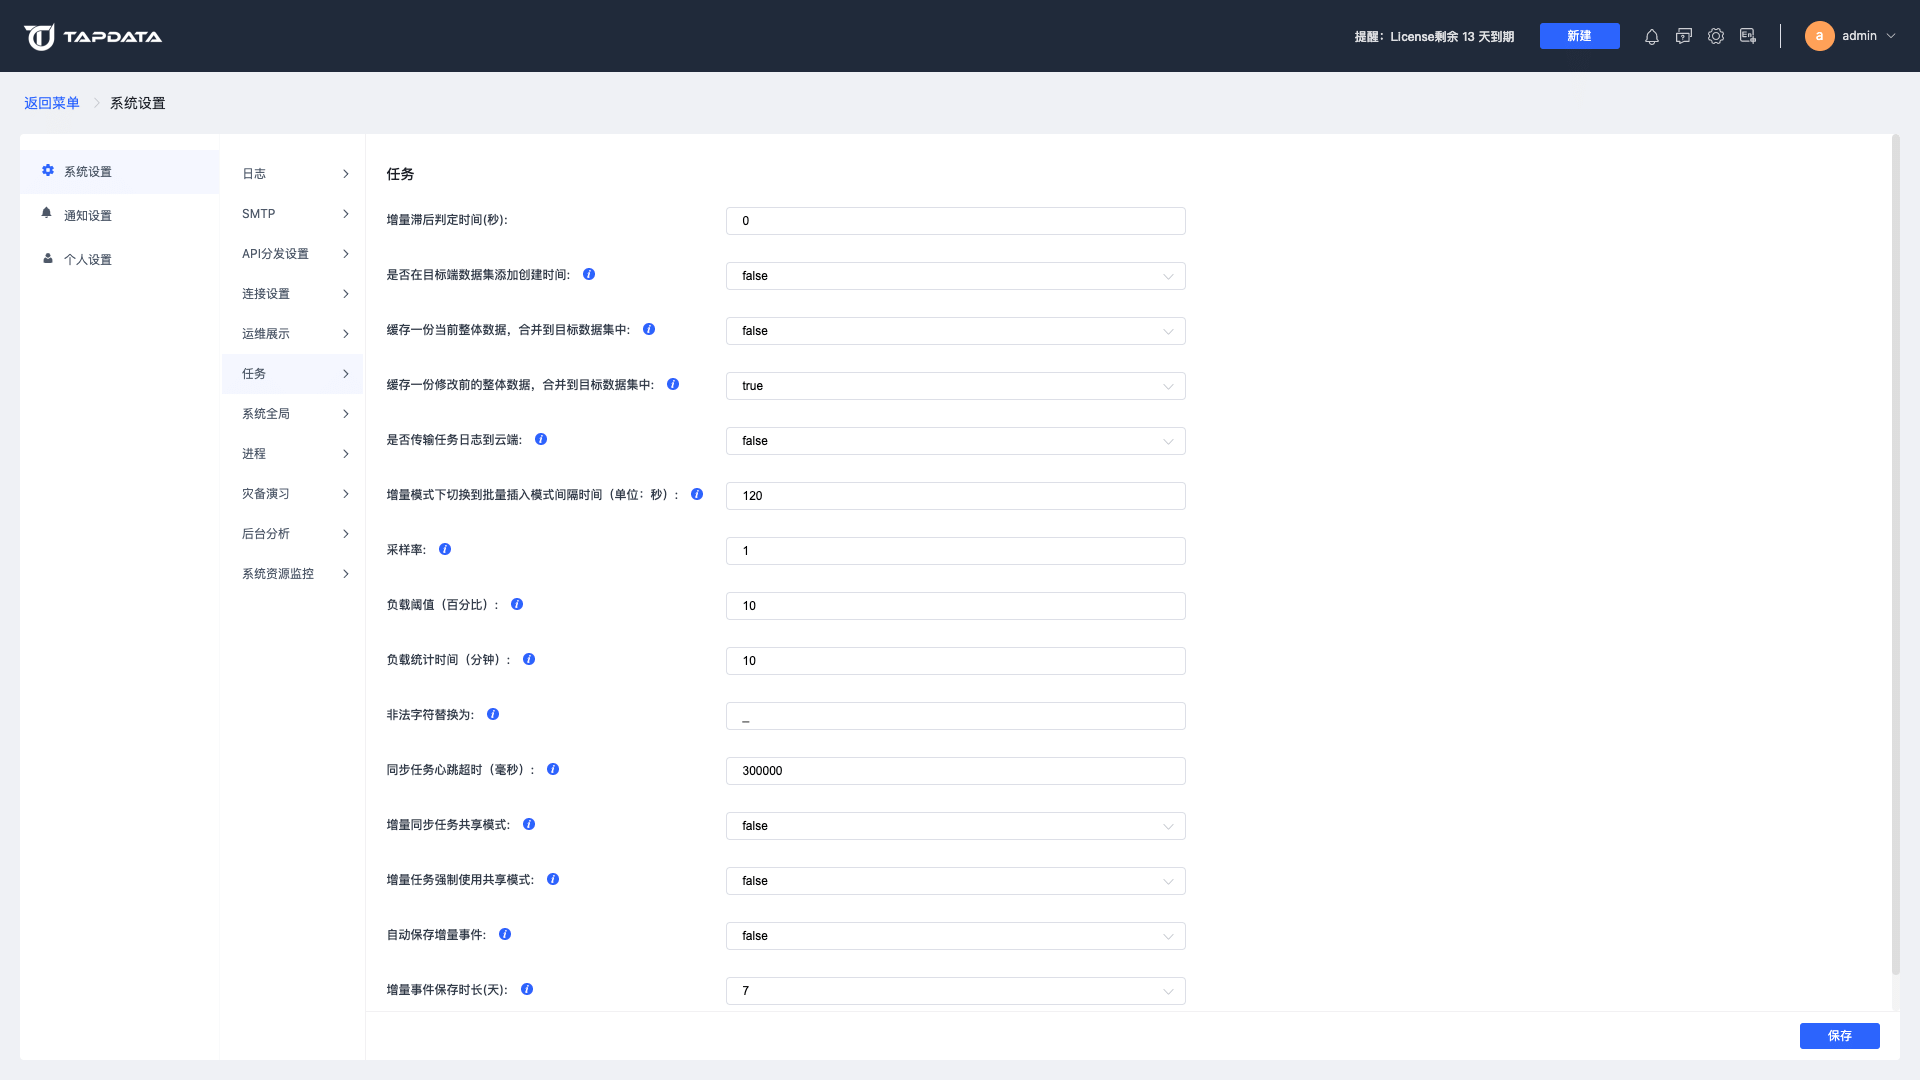 TAPDATA
提醒：License剩余 13 天到期
新建
a
admin
返回菜单
系统设置
系统设置
通知设置
个人设置
日志
SMTP
API分发设置
连接设置
运维展示
任务
系统全局
进程
灾备演习
后台分析
系统资源监控
任务
增量滞后判定时间(秒): 0
是否在目标端数据集添加创建时间: false
缓存一份当前整体数据，合并到目标数据集中: false
缓存一份修改前的整体数据，合并到目标数据集中: true
是否传输任务日志到云端: false
增量模式下切换到批量插入模式间隔时间（单位：秒）: 120
采样率: 1
负载阈值（百分比）: 10
负载统计时间（分钟）: 10
非法字符替换为: _
同步任务心跳超时（毫秒）: 300000
增量同步任务共享模式: false
增量任务强制使用共享模式: false
自动保存增量事件: false
增量事件保存时长(天): 7
保存